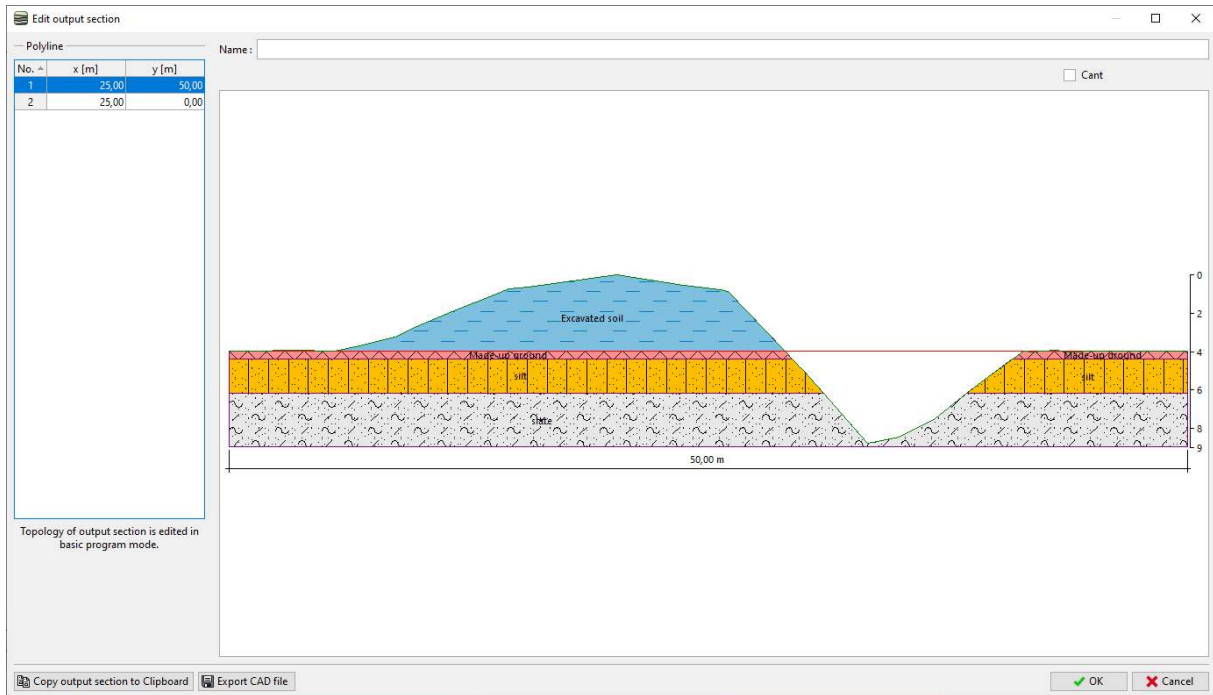 Edit output section
Polyline
No. x [m] y [m]
1 25,00 50,00
2 25,00 0,00
Topology of output section is edited in
basic program mode.
Name :
Cant
Excavated soil
Made-up ground
silt
slate
Made-up ground
silt
0
2
4
6
8
9
50,00 m
Copy output section to Clipboard
Export CAD file
OK
Cancel